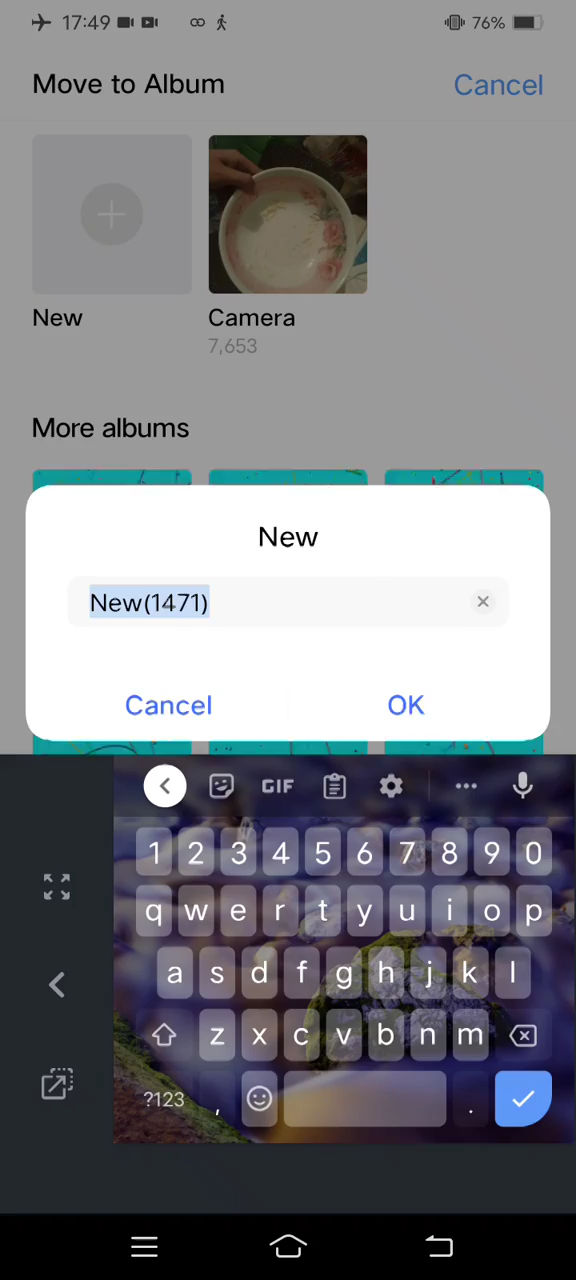 17:49 76%
Move to Album Cancel
New Camera
7,653
More albums
New
New(1471)
Cancel OK
GIF
1 2 3 4 5 6 7 8 9 0
q w e r t y u i o p
a s d f g h j k l
z x c v b n m
?123 , .